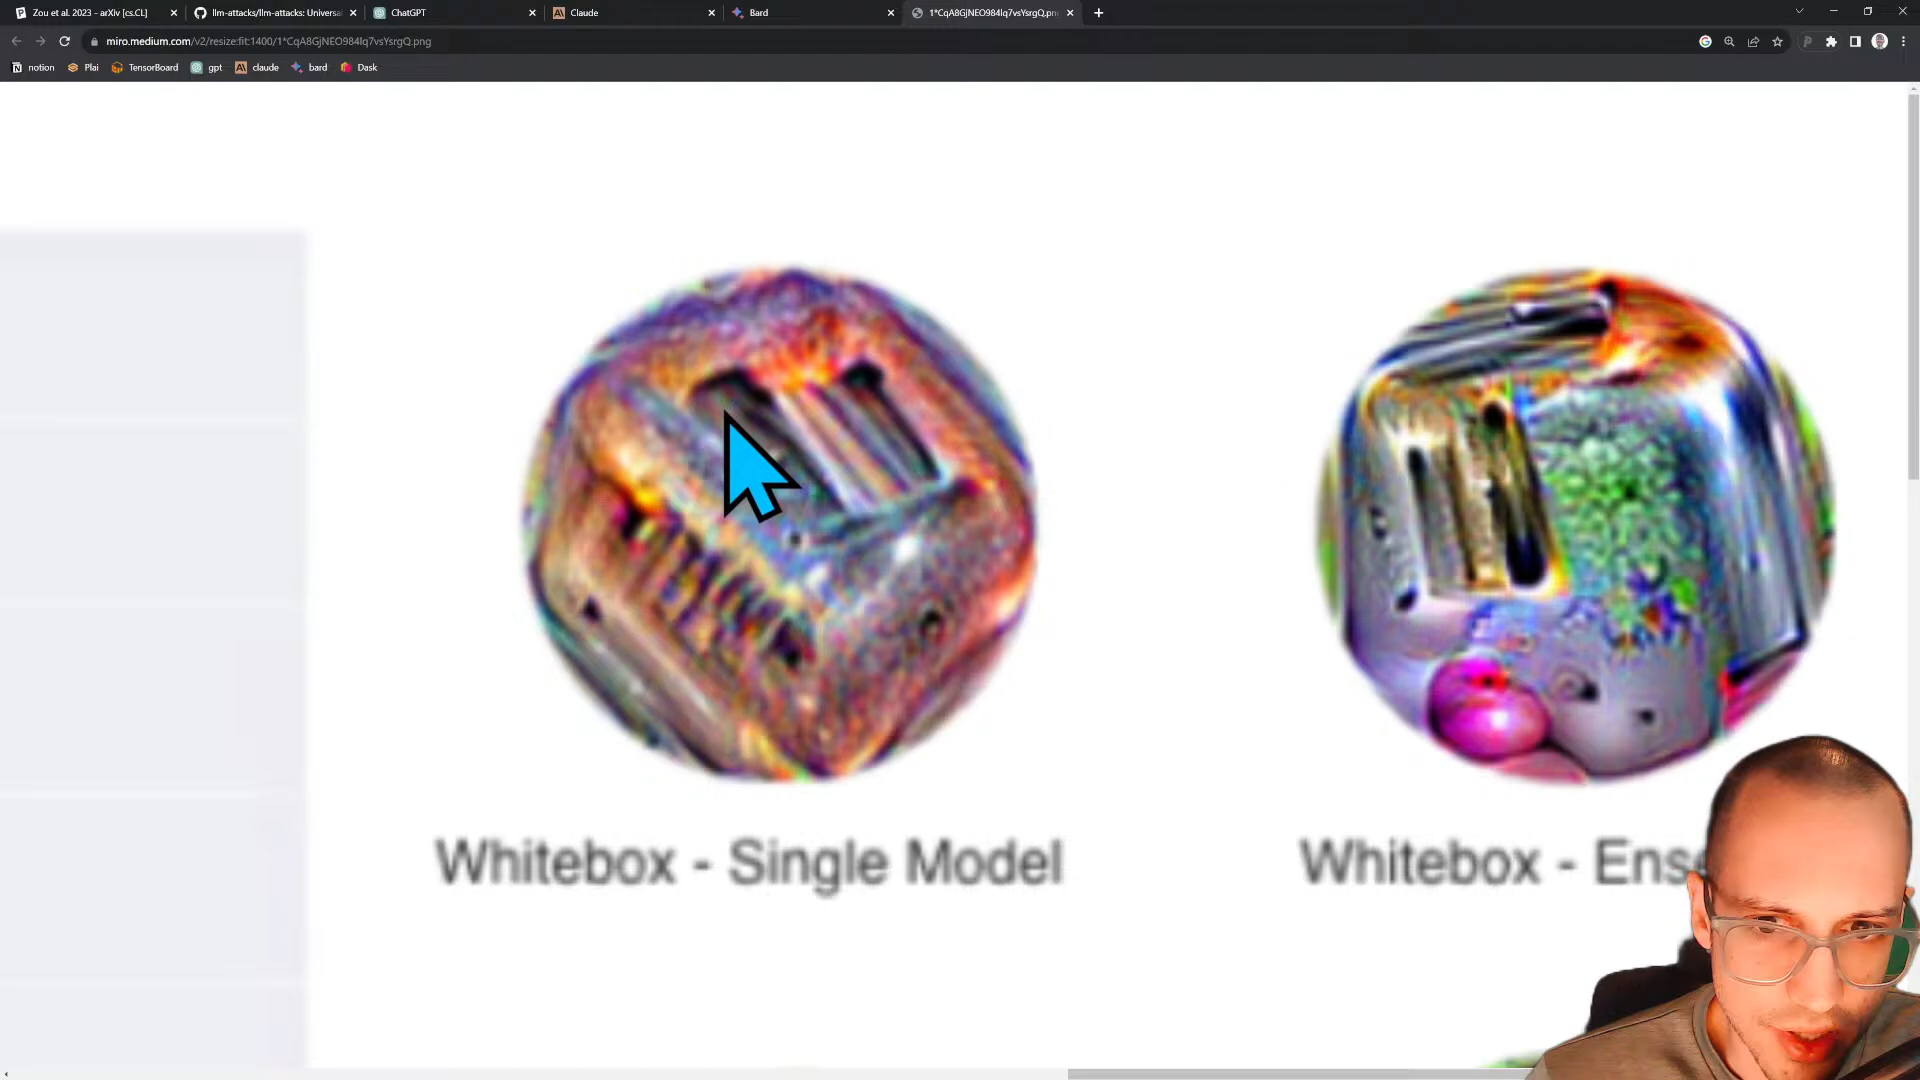 Zou et al. 2023 - arXiv [cs.CL]
llm-attacks/llm-attacks: Universal
ChatGPT
Claude
Bard
1*CqA8GjNEO984Iq7vsYsrgQ.png
miro.medium.com/v2/resize:fit:1400/1*CqA8GjNEO984Iq7vsYsrgQ.png
notion
Plai
TensorBoard
gpt
claude
bard
Dask
Whitebox - Single Model
Whitebox - Ens